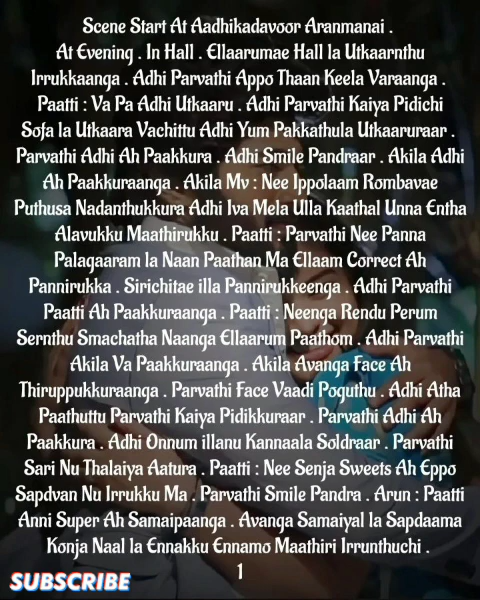 Scene Start At Aadhikadavoor Aranmanai .
At Evening . In Hall . Ellaarumae Hall la Utkaarnthu
Irrukkaanga . Adhi Parvathi Appo Thaan Keela Varaanga .
Paatti : Va Pa Adhi Utkaaru . Adhi Parvathi Kaiya Pidichi
Sofa la Utkaara Vachittu Adhi Yum Pakkathula Utkaaruraar .
Parvathi Adhi Ah Paakkura . Adhi Smile Pandraar . Akila Adhi
Ah Paakkuraanga . Akila Mv : Nee Ippolaam Rombavae
Puthusa Nadanthukkura Adhi Iva Mela Ulla Kaathal Unna Entha
Alavukku Maathirukku . Paatti : Parvathi Nee Panna
Palagaaram la Naan Paathan Ma Ellaam Correct Ah
Pannirukka . Sirichitae illa Pannirukkeenga . Adhi Parvathi
Paatti Ah Paakkuraanga . Paatti : Neenga Rendu Perum
Sernthu Smachatha Naanga Ellaarum Paathom . Adhi Parvathi
Akila Va Paakkuraanga . Akila Avanga Face Ah
Thiruppukkuraanga . Parvathi Face Vaadi Poguthu . Adhi Atha
Paathuttu Parvathi Kaiya Pidikkuraar . Parvathi Adhi Ah
Paakkura . Adhi Onnum illanu Kannaala Soldraar . Parvathi
Sari Nu Thalaiya Aatura . Paatti : Nee Senja Sweets Ah Eppo
Sapdvan Nu Irrukku Ma . Parvathi Smile Pandra . Arun : Paatti
Anni Super Ah Samaipaanga . Avanga Samaiyal la Sapdaama
Konja Naal la Ennakku Ennamo Maathiri Irrunthuchi .
1
SUBSCRIBE